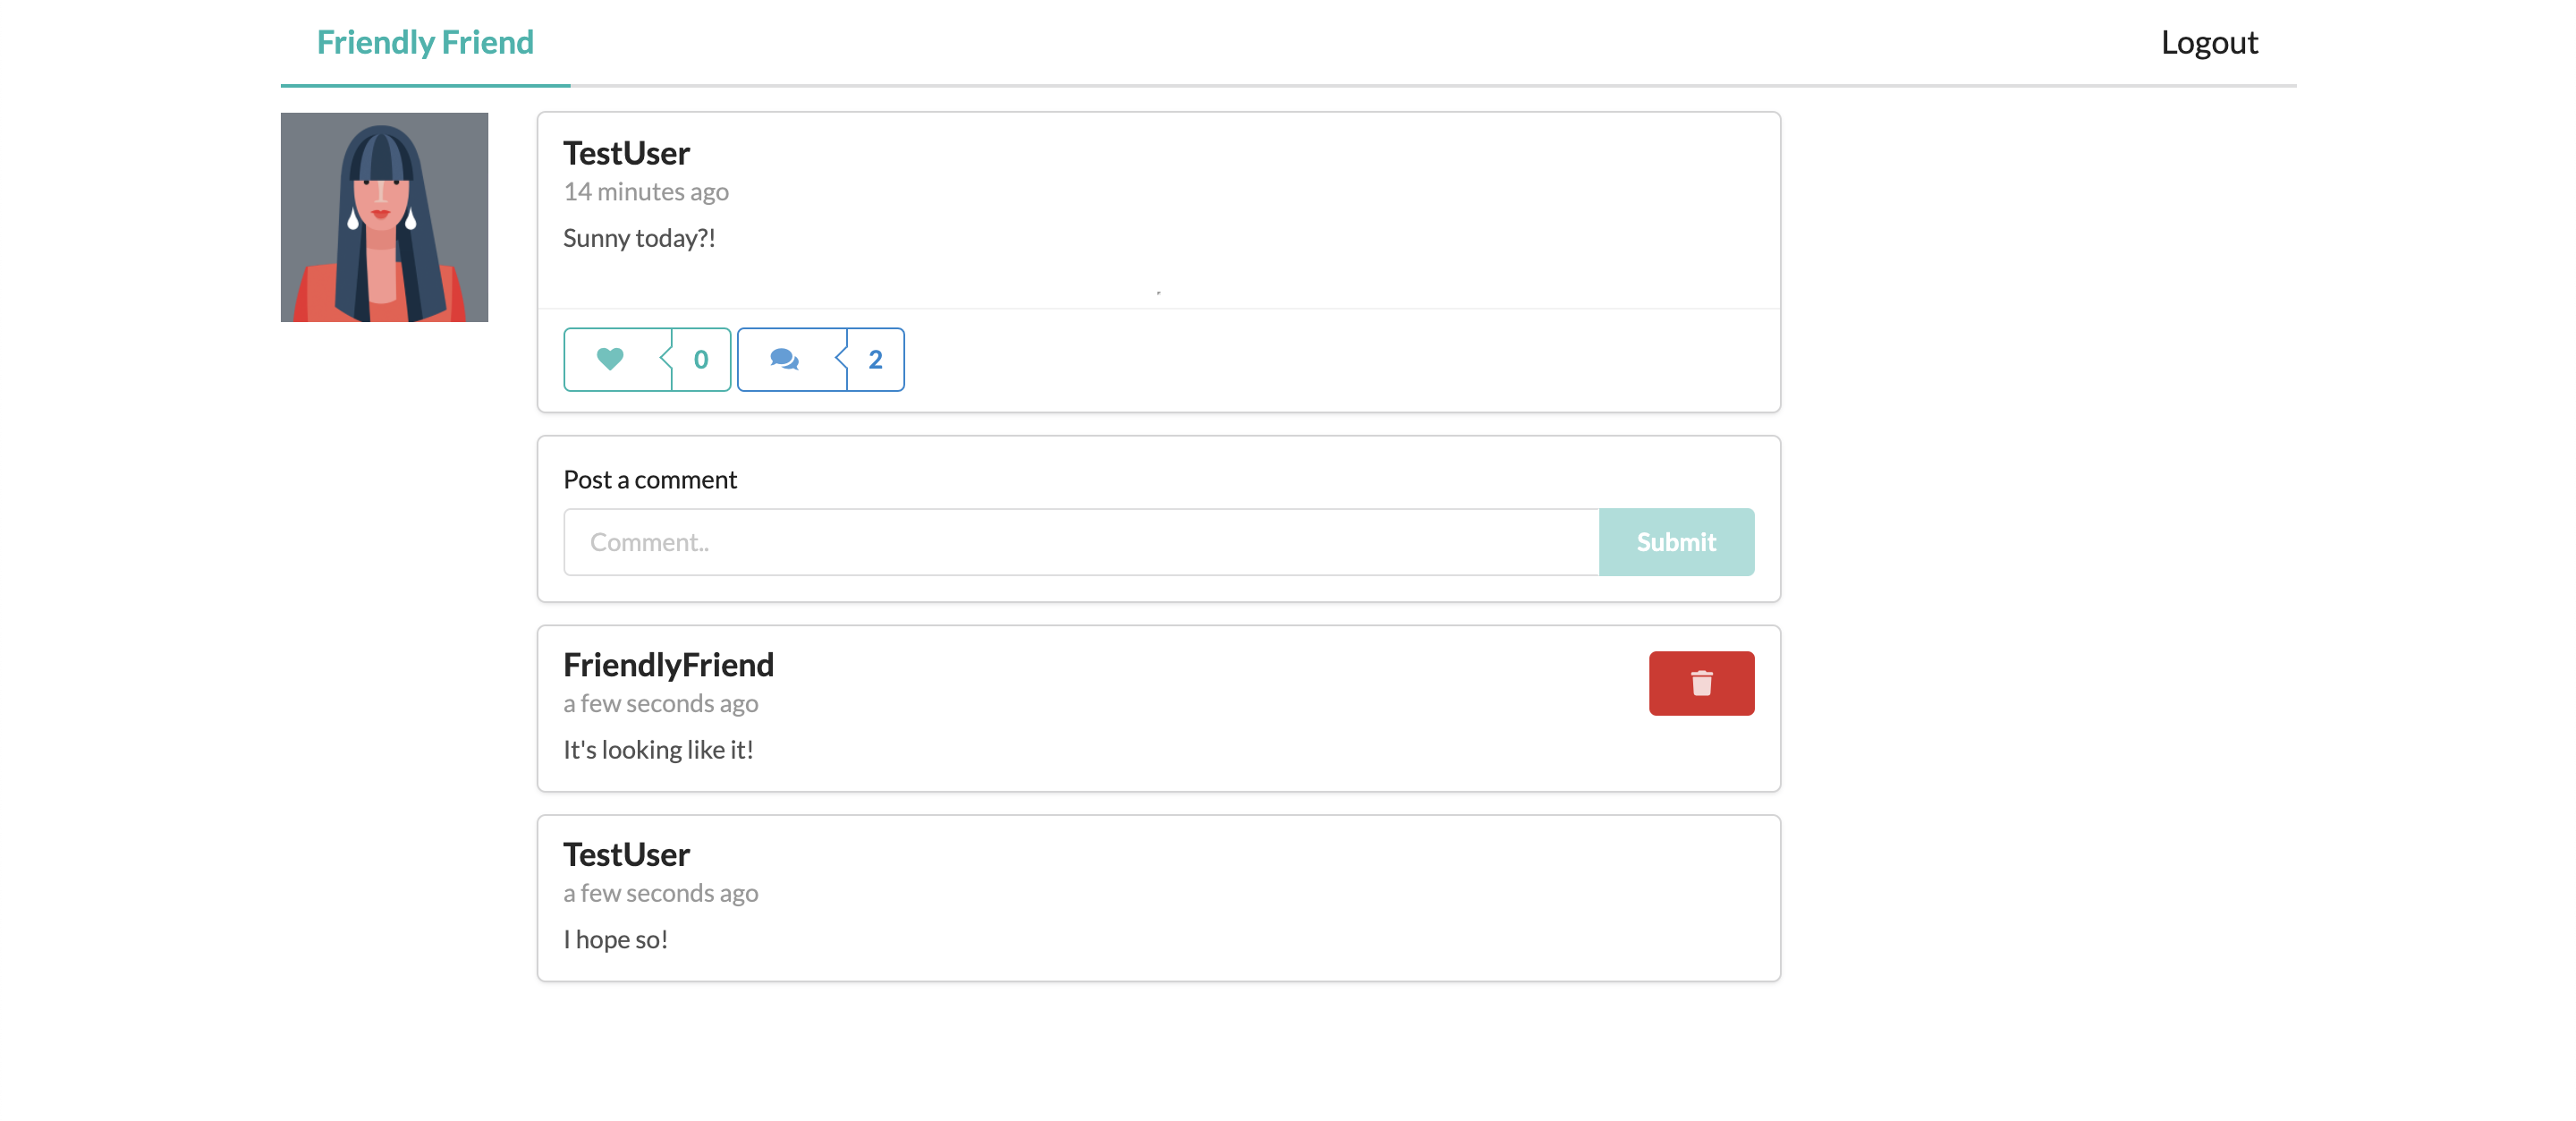 Friendly Friend
Logout
TestUser
14 minutes ago
Sunny today?!
0
2
Post a comment
Comment..
Submit
FriendlyFriend
a few seconds ago
It's looking like it!
TestUser
a few seconds ago
I hope so!